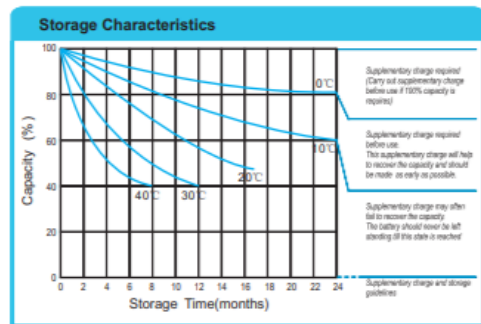 Storage Characteristics
100
80
60
40
20
0
Capacity (%)
0 2 4 6 8 10 12 14 16 18 20 22 24
Storage Time(months)
0℃
10℃
20℃
30℃
40℃
Supplementary charge required
(Carry out supplementary charge
before use if 100% capacity is
requires)
Supplementary charge required
before use.
This supplementary charge will help
to recover the capacity and should
be made as early as possible.
Supplementary charge may often
fail to recover the capacity.
The battery should never be left
standing till this state is reached
Supplementary charge and storage
guidelines